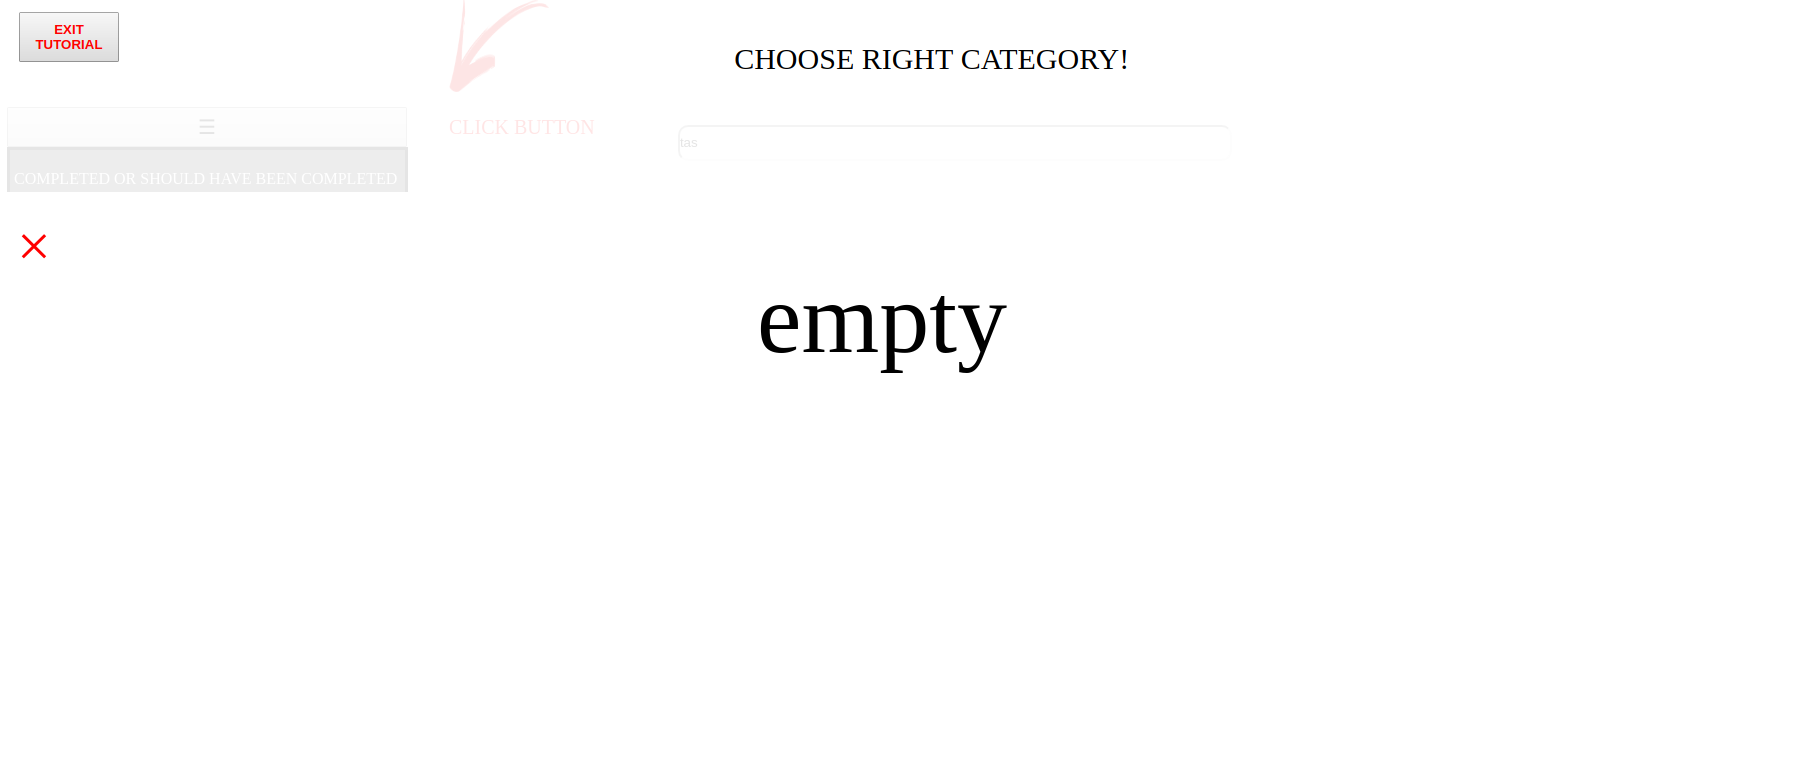 EXIT
TUTORIAL
CHOOSE RIGHT CATEGORY!
☰
CLICK BUTTON
tas
COMPLETED OR SHOULD HAVE BEEN COMPLETED
empty